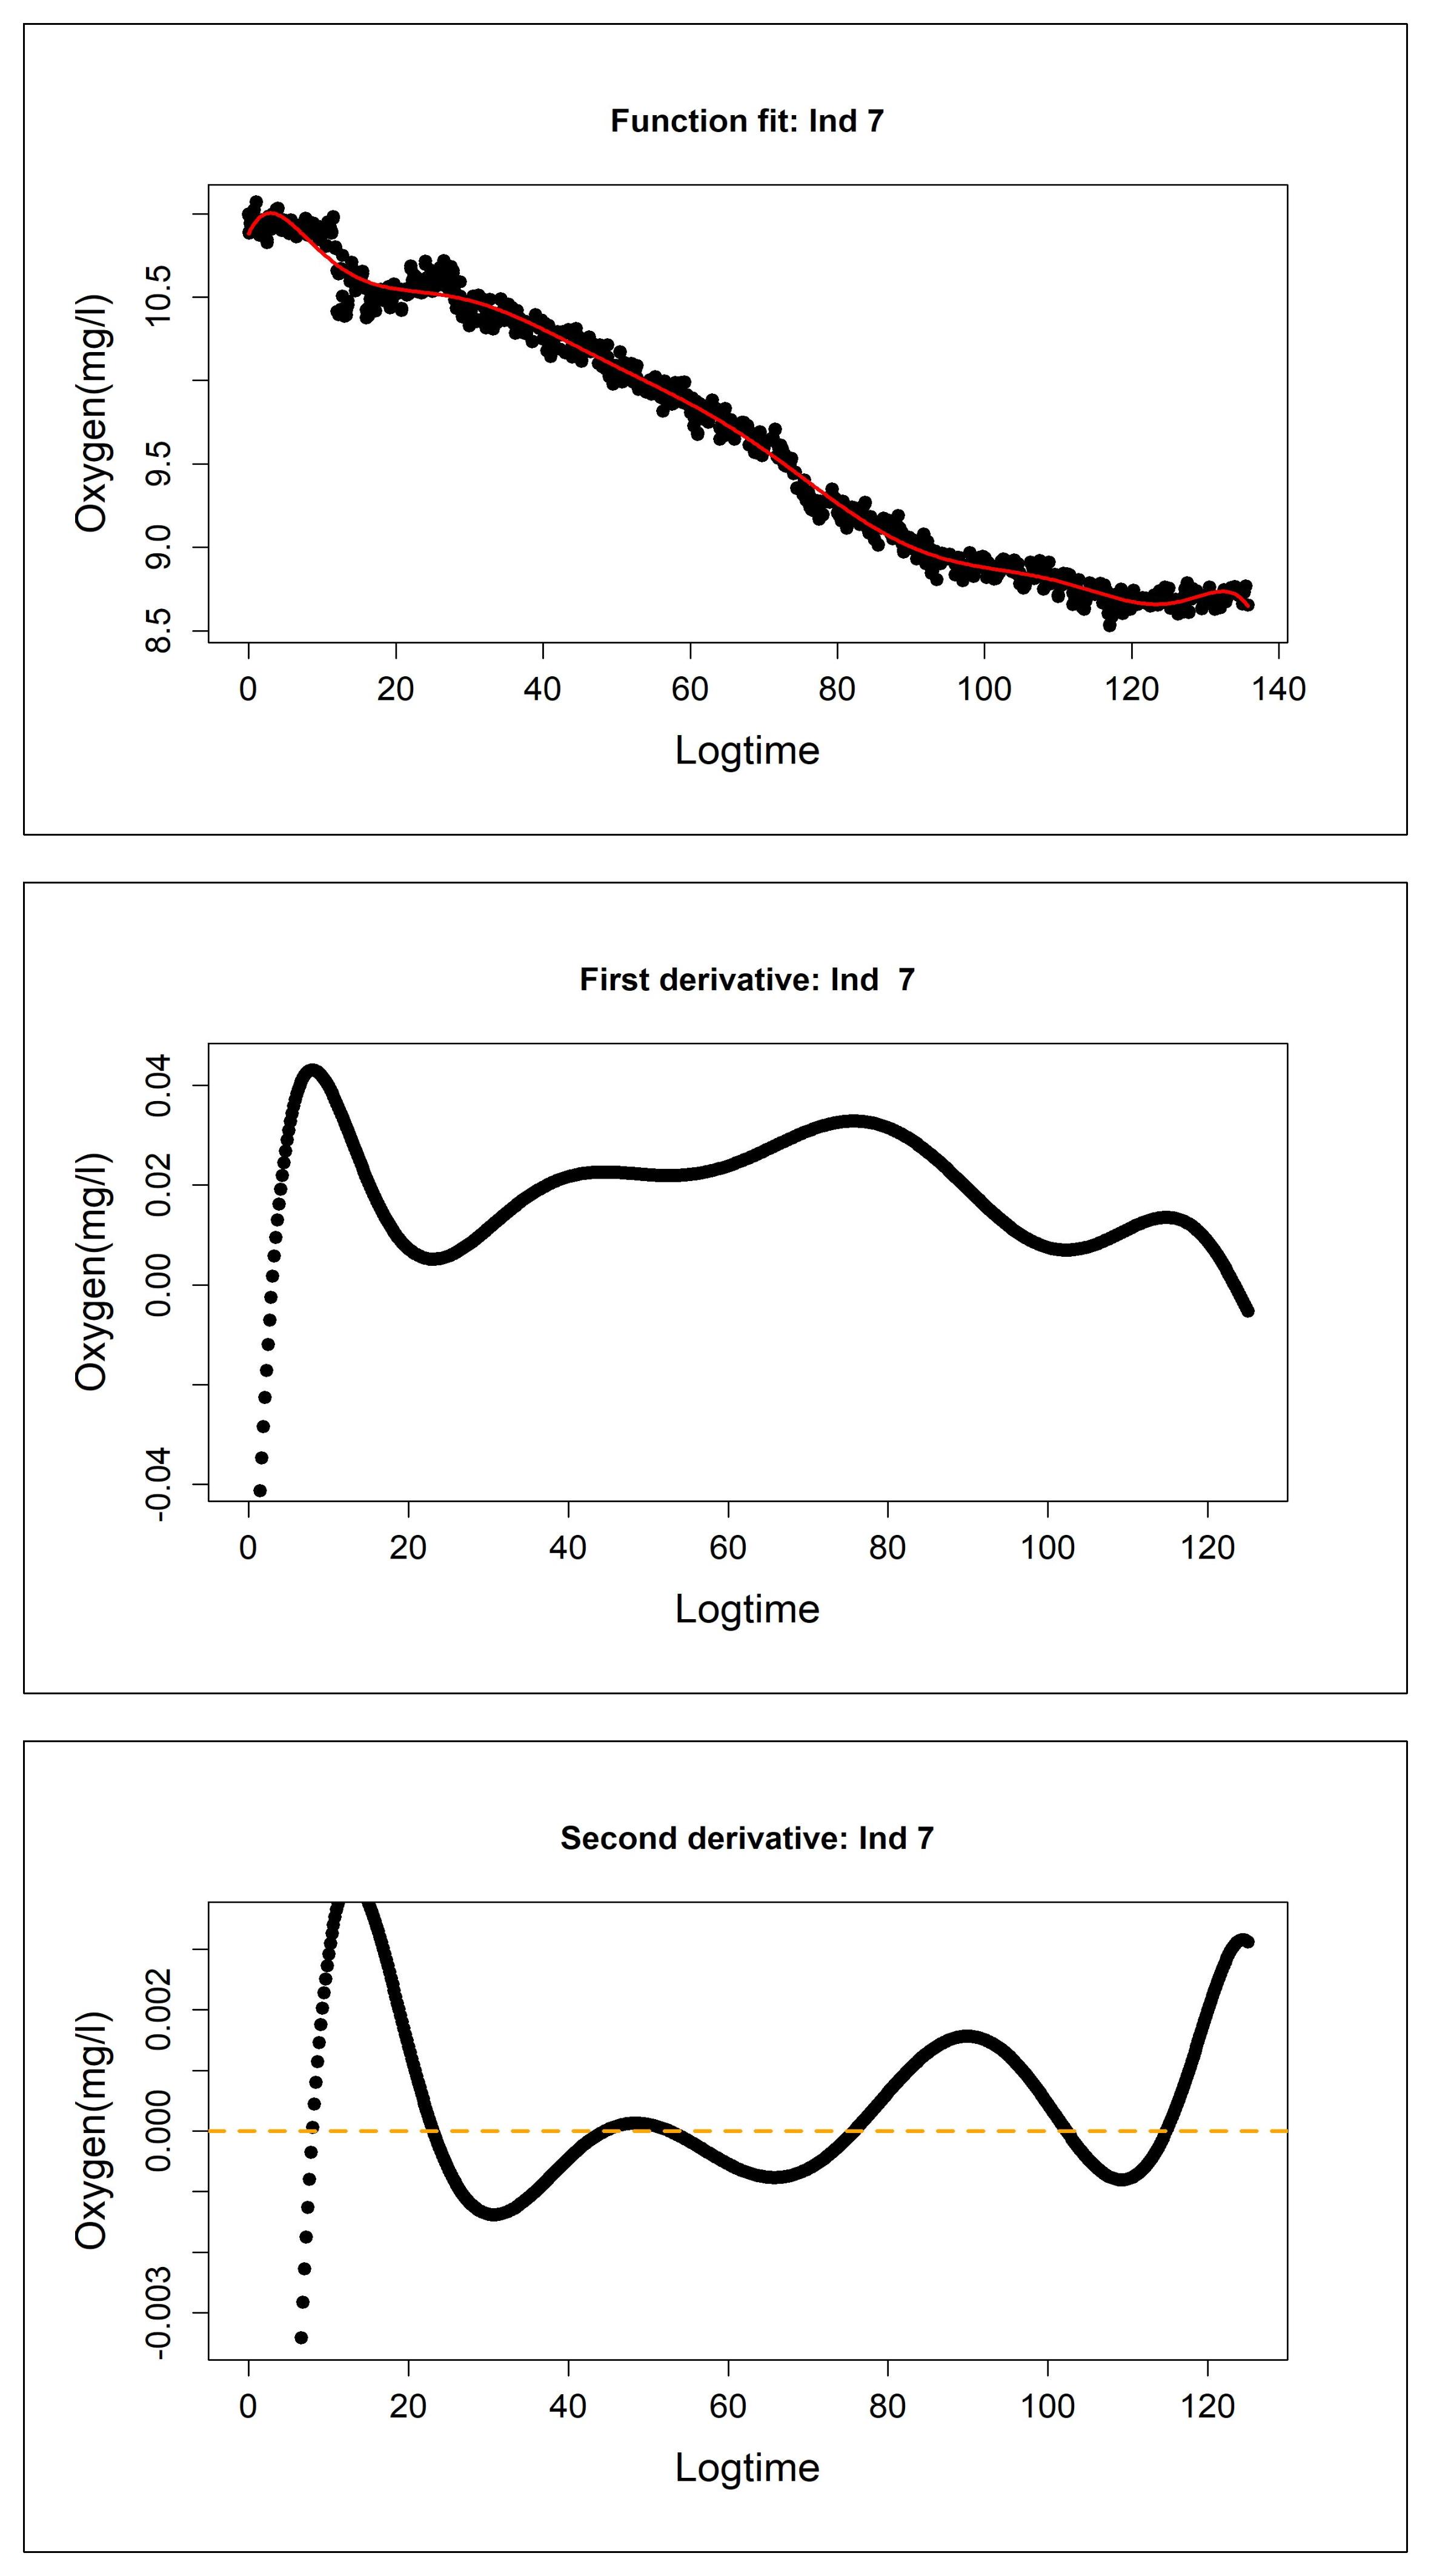 Function fit: Ind 7
Oxygen(mg/l)
10.5
9.5
9.0
8.5
0 20 40 60 80 100 120 140
Logtime
First derivative: Ind  7
Oxygen(mg/l)
0.04
0.02
0.00
-0.04
0 20 40 60 80 100 120
Logtime
Second derivative: Ind 7
Oxygen(mg/l)
0.002
0.000
-0.003
0 20 40 60 80 100 120
Logtime